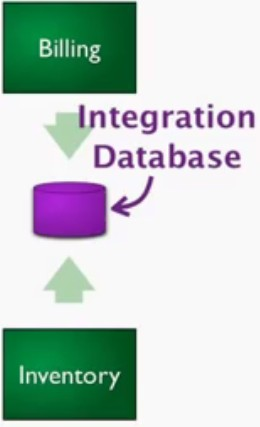 Billing
Integration
Database
Inventory